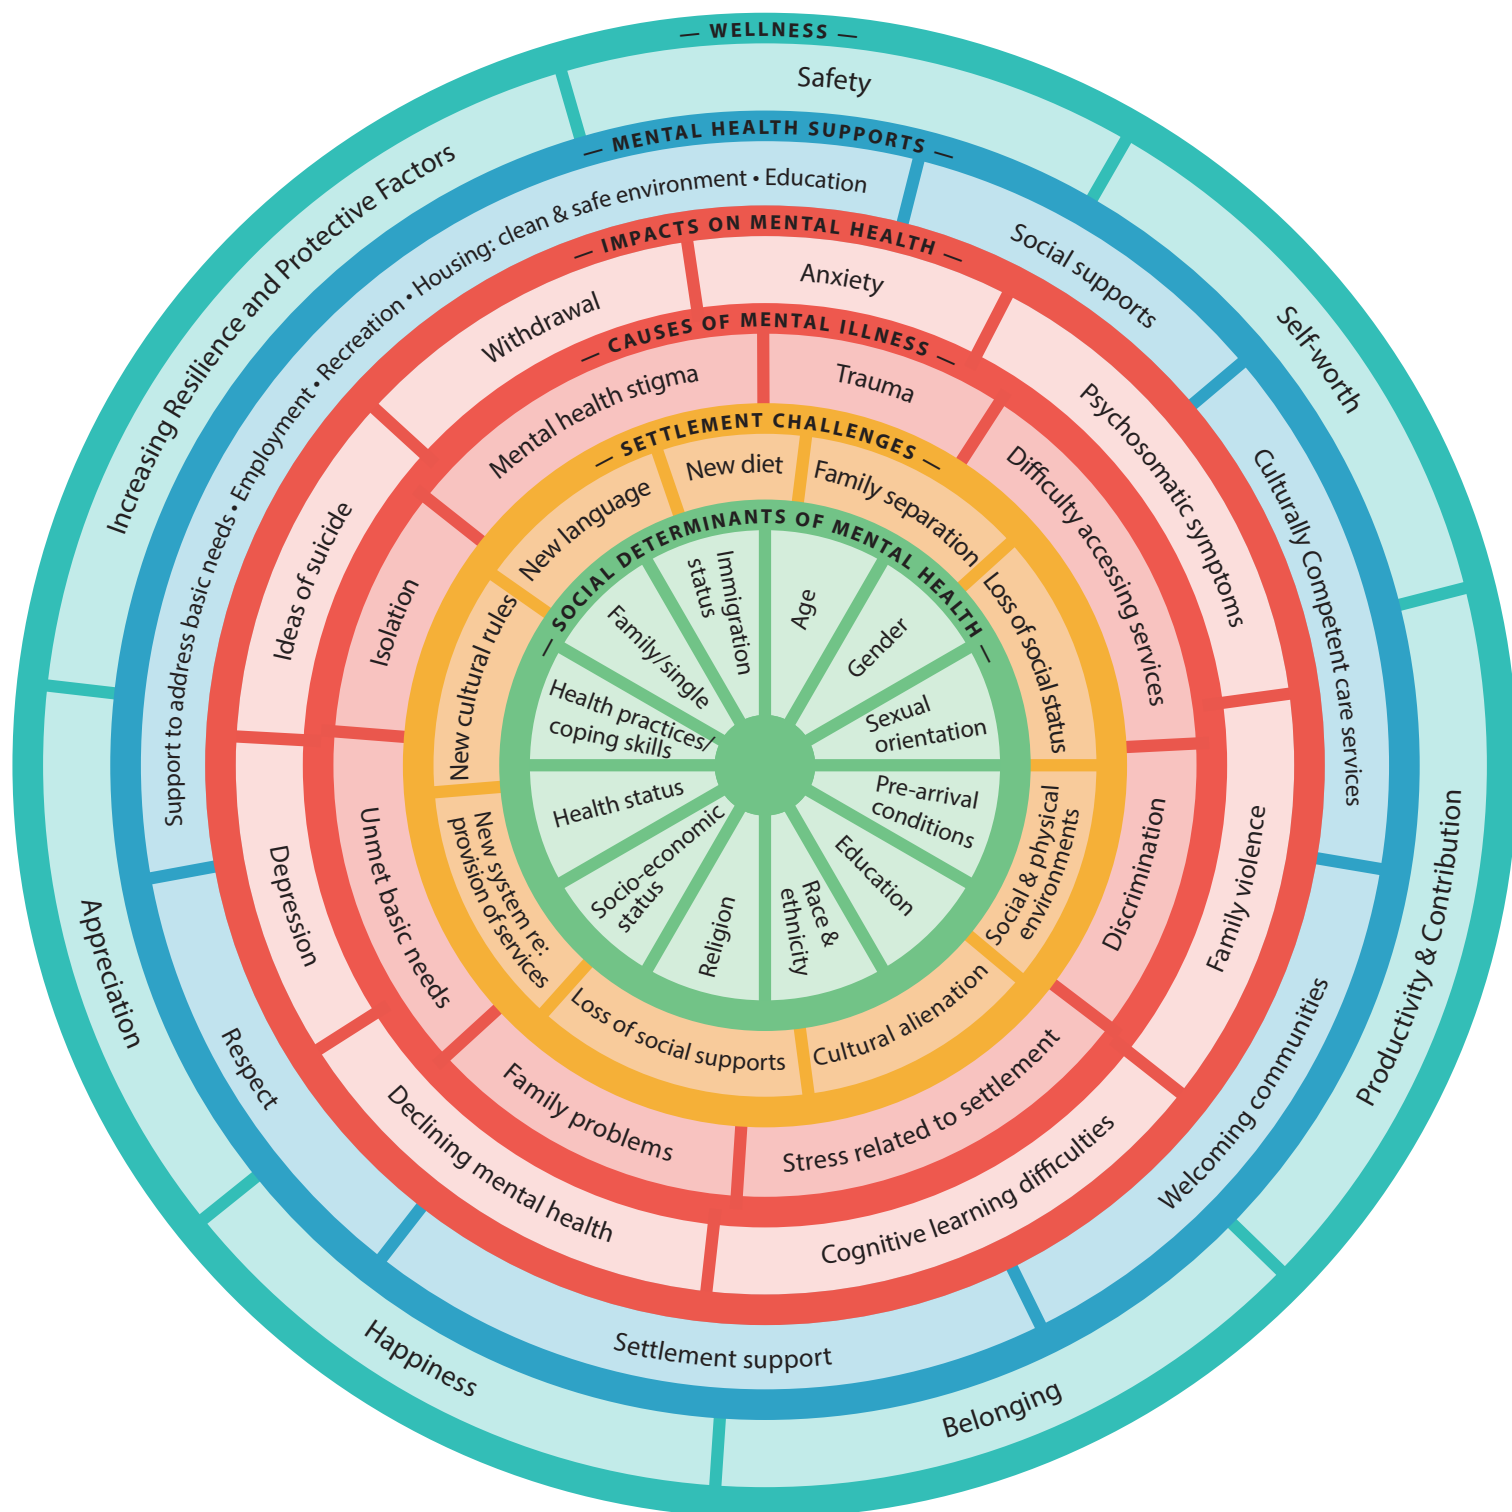 — WELLNESS —
Safety
Self-worth
Productivity & Contribution
Belonging
Happiness
Appreciation
Increasing Resilience and Protective Factors
— MENTAL HEALTH SUPPORTS —
Support to address basic needs • Employment • Recreation • Housing: clean & safe environment • Education
Social supports
Culturally Competent care services
Welcoming communities
Settlement support
Respect
— IMPACTS ON MENTAL HEALTH —
Anxiety
Psychosomatic symptoms
Family violence
Cognitive learning difficulties
Declining mental health
Depression
Ideas of suicide
Withdrawal
— CAUSES OF MENTAL ILLNESS —
Trauma
Difficulty accessing services
Discrimination
Stress related to settlement
Family problems
Unmet basic needs
Isolation
Mental health stigma
— SETTLEMENT CHALLENGES —
New diet
Family separation
Loss of social status
Social & physical
environments
Cultural alienation
Loss of social supports
New system re:
provision of services
New cultural rules
New language
— SOCIAL DETERMINANTS OF MENTAL HEALTH —
Age
Gender
Sexual
orientation
Pre-arrival
conditions
Education
Race &
ethnicity
Religion
Socio-economic
status
Health status
Health practices/
coping skills
Family/single
Immigration
status